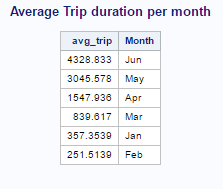 Average Trip duration per month
avg_trip Month
4328.833 Jun
3045.578 May
1547.936 Apr
839.617 Mar
357.3539 Jan
251.5139 Feb